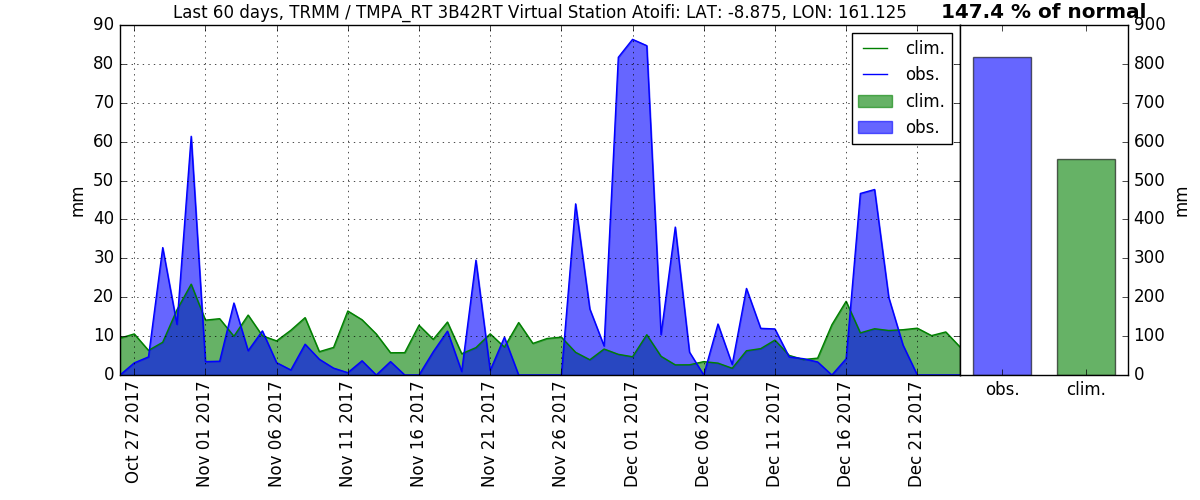 Last 60 days, TRMM / TMPA_RT 3B42RT Virtual Station Atoifi: LAT: -8.875, LON: 161.125
147.4 % of normal
90
80
70
60
50
40
30
20
10
0
mm
clim.
obs.
clim.
obs.
Oct 27 2017
Nov 01 2017
Nov 06 2017
Nov 11 2017
Nov 16 2017
Nov 21 2017
Nov 26 2017
Dec 01 2017
Dec 06 2017
Dec 11 2017
Dec 16 2017
Dec 21 2017
900
800
700
600
500
400
300
200
100
0
mm
obs.
clim.